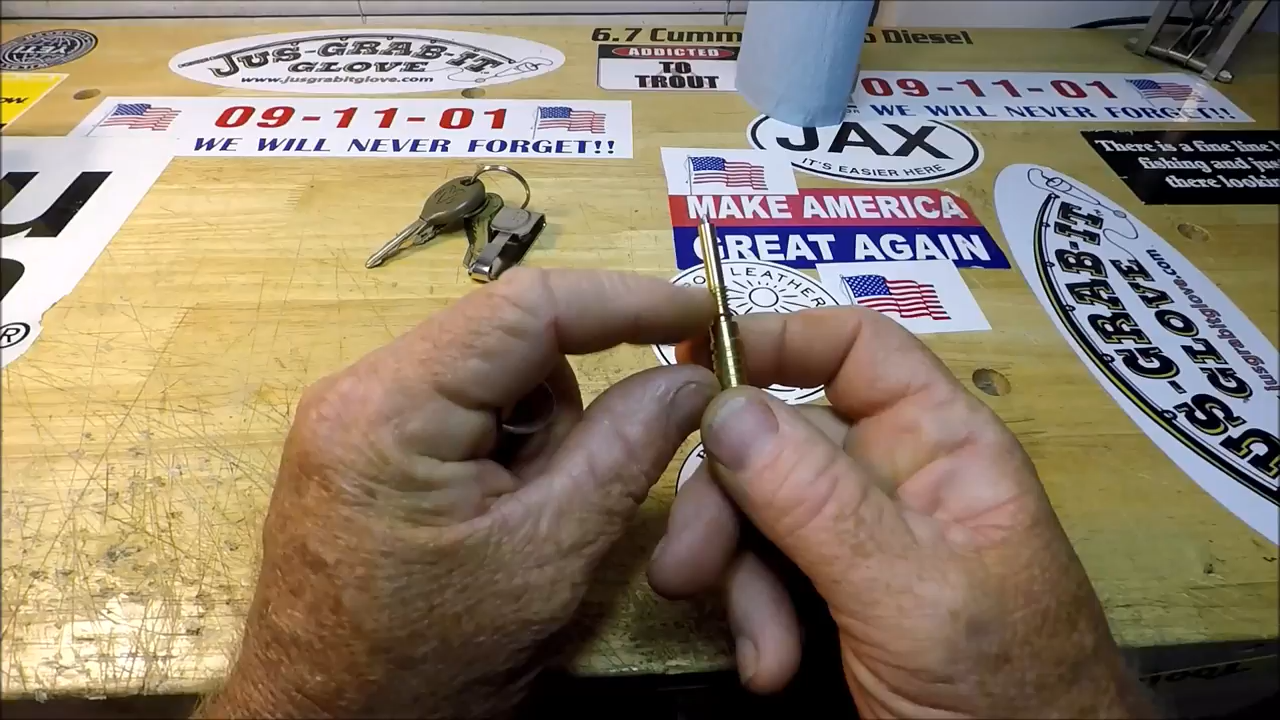 6.7 Cumm
Diesel
JUS-GRAB-IT
GLOVE
www.jusgrabitglove.com
ADDICTED
TO
TROUT
09-11-01
WE WILL NEVER FORGET!!
09-11-01
WE WILL NEVER FORGET!!
JAX
IT'S EASIER HERE
There is a fine line
fishing and
there
MAKE AMERICA
GREAT AGAIN
LEATHER
JUS-GRAB-IT
GLOVE
jusgrabitglove.com